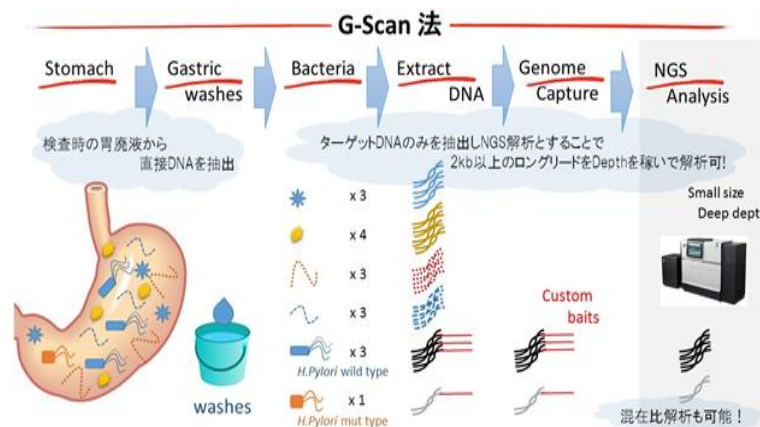 G-Scan 法
Stomach
Gastric
washes
Bacteria
Extract
DNA
Genome
Capture
NGS
Analysis
検査時の胃廃液から
直接DNAを抽出
ターゲットDNAのみを抽出しNGS解析とすることで
2kb以上のロングリードをDepthを稼いで解析可!
x 3
x 4
x 3
x 3
x 3
H.Pylori wild type
x 1
H.Pylori mut type
washes
Custom
baits
Small size
Deep dept
混在比解析も可能！